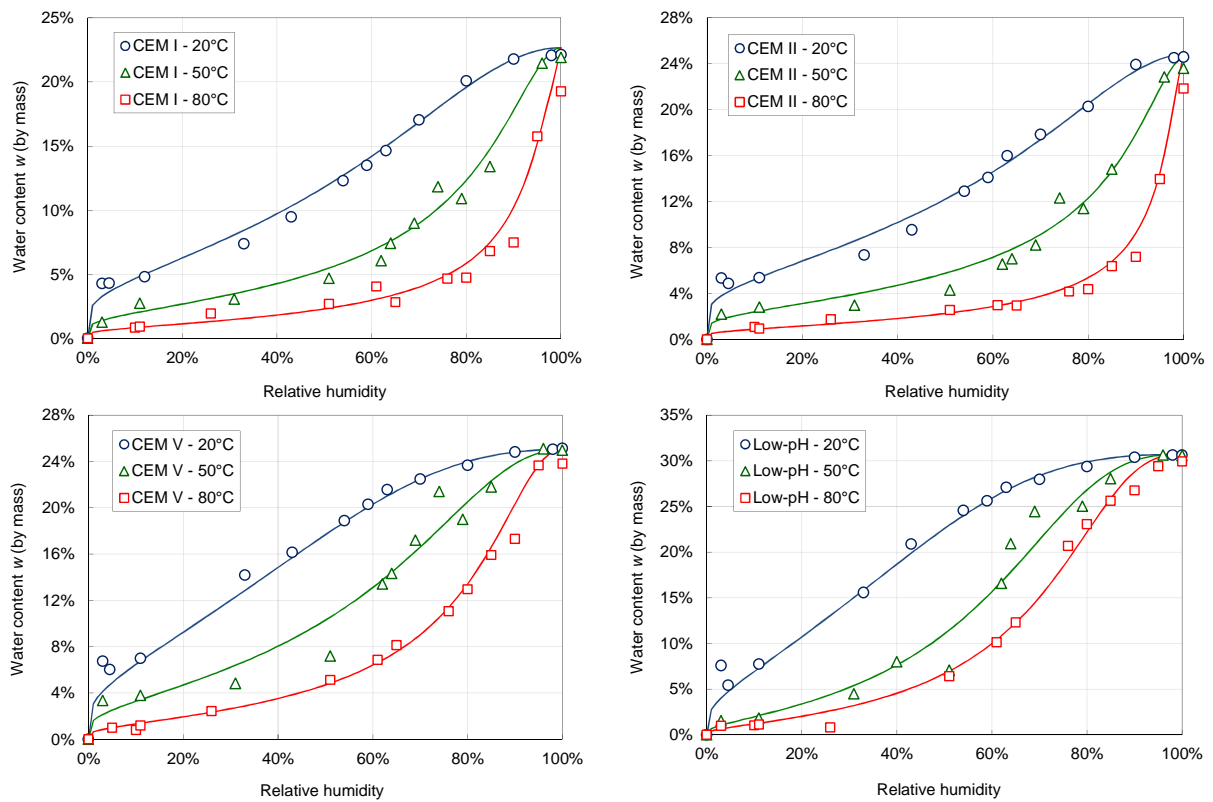 25%
20%
15%
10%
5%
0%
0%
20%
40%
60%
80%
100%
Water content w (by mass)
Relative humidity
CEM I - 20°C
CEM I - 50°C
CEM I - 80°C
28%
24%
20%
16%
12%
8%
4%
0%
0%
20%
40%
60%
80%
100%
Water content w (by mass)
Relative humidity
CEM II - 20°C
CEM II - 50°C
CEM II - 80°C
28%
24%
20%
16%
12%
8%
4%
0%
0%
20%
40%
60%
80%
100%
Water content w (by mass)
Relative humidity
CEM V - 20°C
CEM V - 50°C
CEM V - 80°C
35%
30%
25%
20%
15%
10%
5%
0%
0%
20%
40%
60%
80%
100%
Water content w (by mass)
Relative humidity
Low-pH - 20°C
Low-pH - 50°C
Low-pH - 80°C